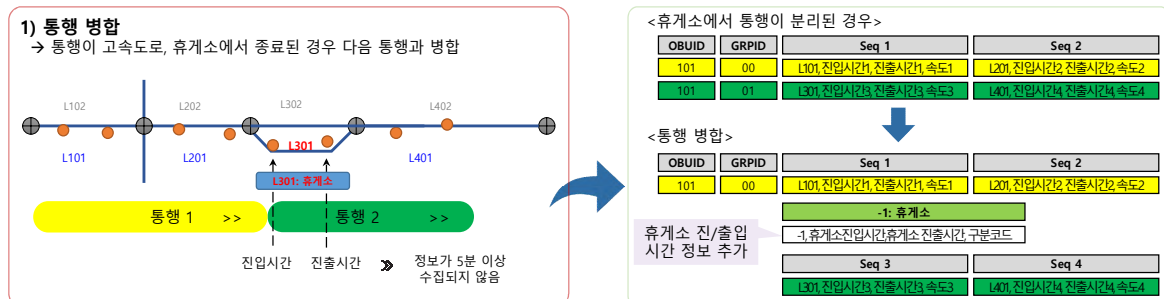 1) 통행 병합
→ 통행이 고속도로, 휴게소에서 종료된 경우 다음 통행과 병합
L102
L202
L302
L402
L101
L201
L301
L401
L301: 휴게소
통행 1 >>
통행 2 >>
진입시간
진출시간
»
정보가 5분 이상
수집되지 않음
<휴게소에서 통행이 분리된 경우>
OBUID GRPID Seq 1 Seq 2
101 00 L101, 진입시간1, 진출시간1, 속도1 L201, 진입시간2, 진출시간2, 속도2
101 01 L301, 진입시간3, 진출시간3, 속도3 L401, 진입시간4, 진출시간4, 속도4
<통행 병합>
OBUID GRPID Seq 1 Seq 2
101 00 L101, 진입시간1, 진출시간1, 속도1 L201, 진입시간2, 진출시간2, 속도2
-1: 휴게소
-1, 휴게소진입시간,휴게소 진출시간, 구분코드
휴게소 진/출입
시간 정보 추가
Seq 3 Seq 4
L301, 진입시간3, 진출시간3, 속도3 L401, 진입시간4, 진출시간4, 속도4